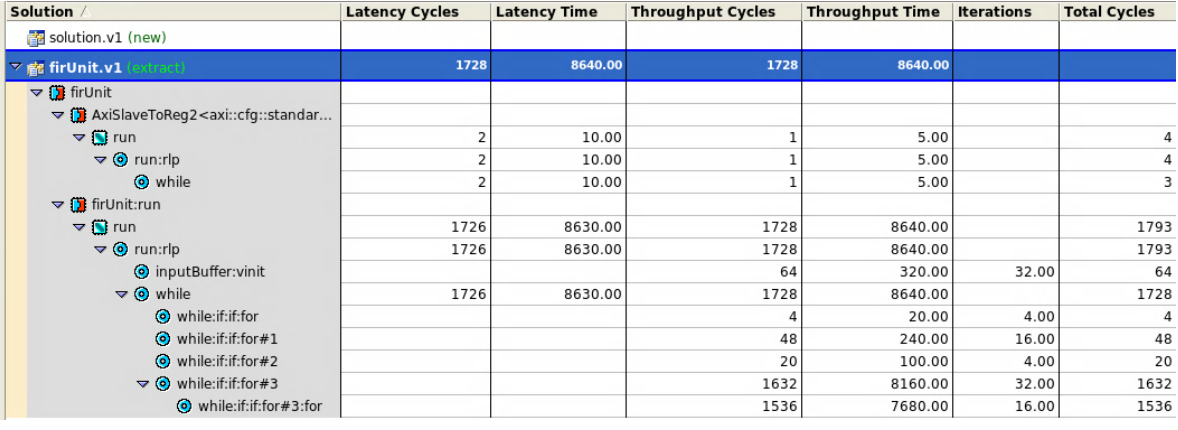 Solution Latency Cycles Latency Time Throughput Cycles Throughput Time Iterations Total Cycles
solution.v1 (new)
firUnit.v1 (extract) 1728 8640.00 1728 8640.00
firUnit
AxiSlaveToReg2<axi::cfg::standar...
run 2 10.00 1 5.00 4
run:rlp 2 10.00 1 5.00 4
while 2 10.00 1 5.00 3
firUnit:run
run 1726 8630.00 1728 8640.00 1793
run:rlp 1726 8630.00 1728 8640.00 1793
inputBuffer:vinit 64 320.00 32.00 64
while 1726 8630.00 1728 8640.00 1728
while:if:if:for 4 20.00 4.00 4
while:if:if:for#1 48 240.00 16.00 48
while:if:if:for#2 20 100.00 4.00 20
while:if:if:for#3 1632 8160.00 32.00 1632
while:if:if:for#3:for 1536 7680.00 16.00 1536